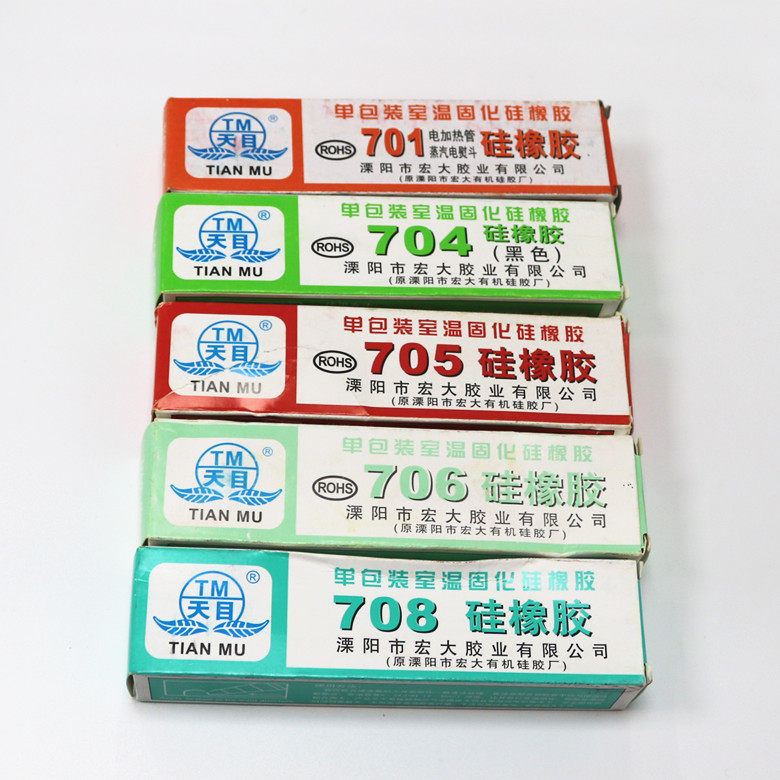 TM
天目
®
TIAN MU
单包装室温固化硅橡胶
ROHS 701 电加热管 蒸汽电熨斗 硅橡胶
溧阳市宏大胶业有限公司
(原溧阳市宏大有机硅胶厂)
TM
天目
®
TIAN MU
单包装室温固化硅橡胶
ROHS 704 硅橡胶
(黑色)
溧阳市宏大胶业有限公司
(原溧阳市宏大有机硅胶厂)
TM
天目
®
TIAN MU
单包装室温固化硅橡胶
ROHS 705 硅橡胶
溧阳市宏大胶业有限公司
(原溧阳市宏大有机硅胶厂)
TM
天目
®
TIAN MU
单包装室温固化硅橡胶
ROHS 706 硅橡胶
溧阳市宏大胶业有限公司
(原溧阳市宏大有机硅胶厂)
TM
天目
®
TIAN MU
单包装室温固化硅橡胶
708 硅橡胶
溧阳市宏大胶业有限公司
(原溧阳市宏大有机硅胶厂)